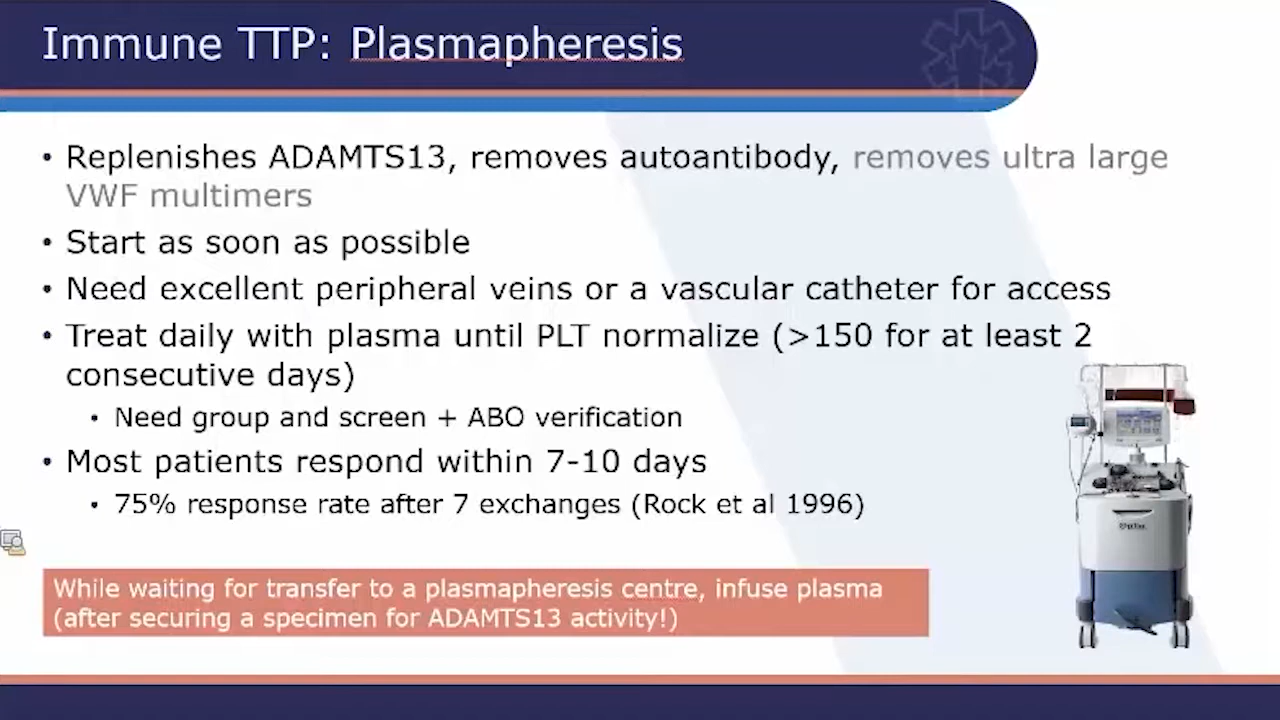 Immune TTP: Plasmapheresis
• Replenishes ADAMTS13, removes autoantibody, removes ultra large
VWF multimers
• Start as soon as possible
• Need excellent peripheral veins or a vascular catheter for access
• Treat daily with plasma until PLT normalize (>150 for at least 2
consecutive days)
• Need group and screen + ABO verification
• Most patients respond within 7-10 days
• 75% response rate after 7 exchanges (Rock et al 1996)
While waiting for transfer to a plasmapheresis centre, infuse plasma
(after securing a specimen for ADAMTS13 activity!)